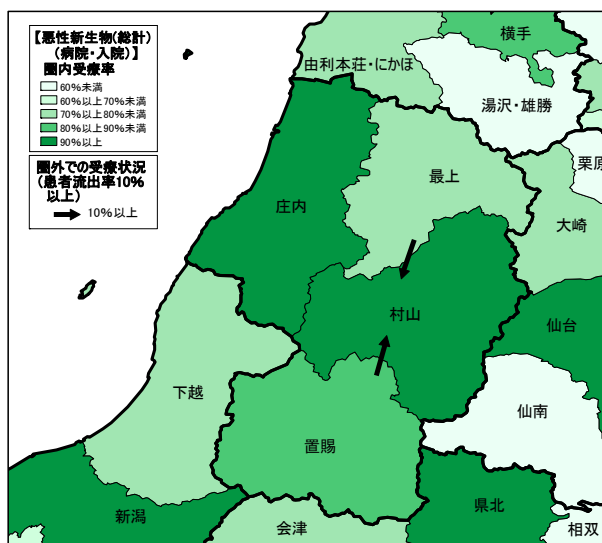 【悪性新生物(総計)
(病院・入院)】
圏内受療率
60%未満
60%以上70%未満
70%以上80%未満
80%以上90%未満
90%以上
圏外での受療状況
(患者流出率10%
以上)
10%以上
横手
由利本荘・にかほ
湯沢・雄勝
栗原
最上
庄内
大崎
村山
仙台
下越
仙南
置賜
新潟
県北
会津
相双